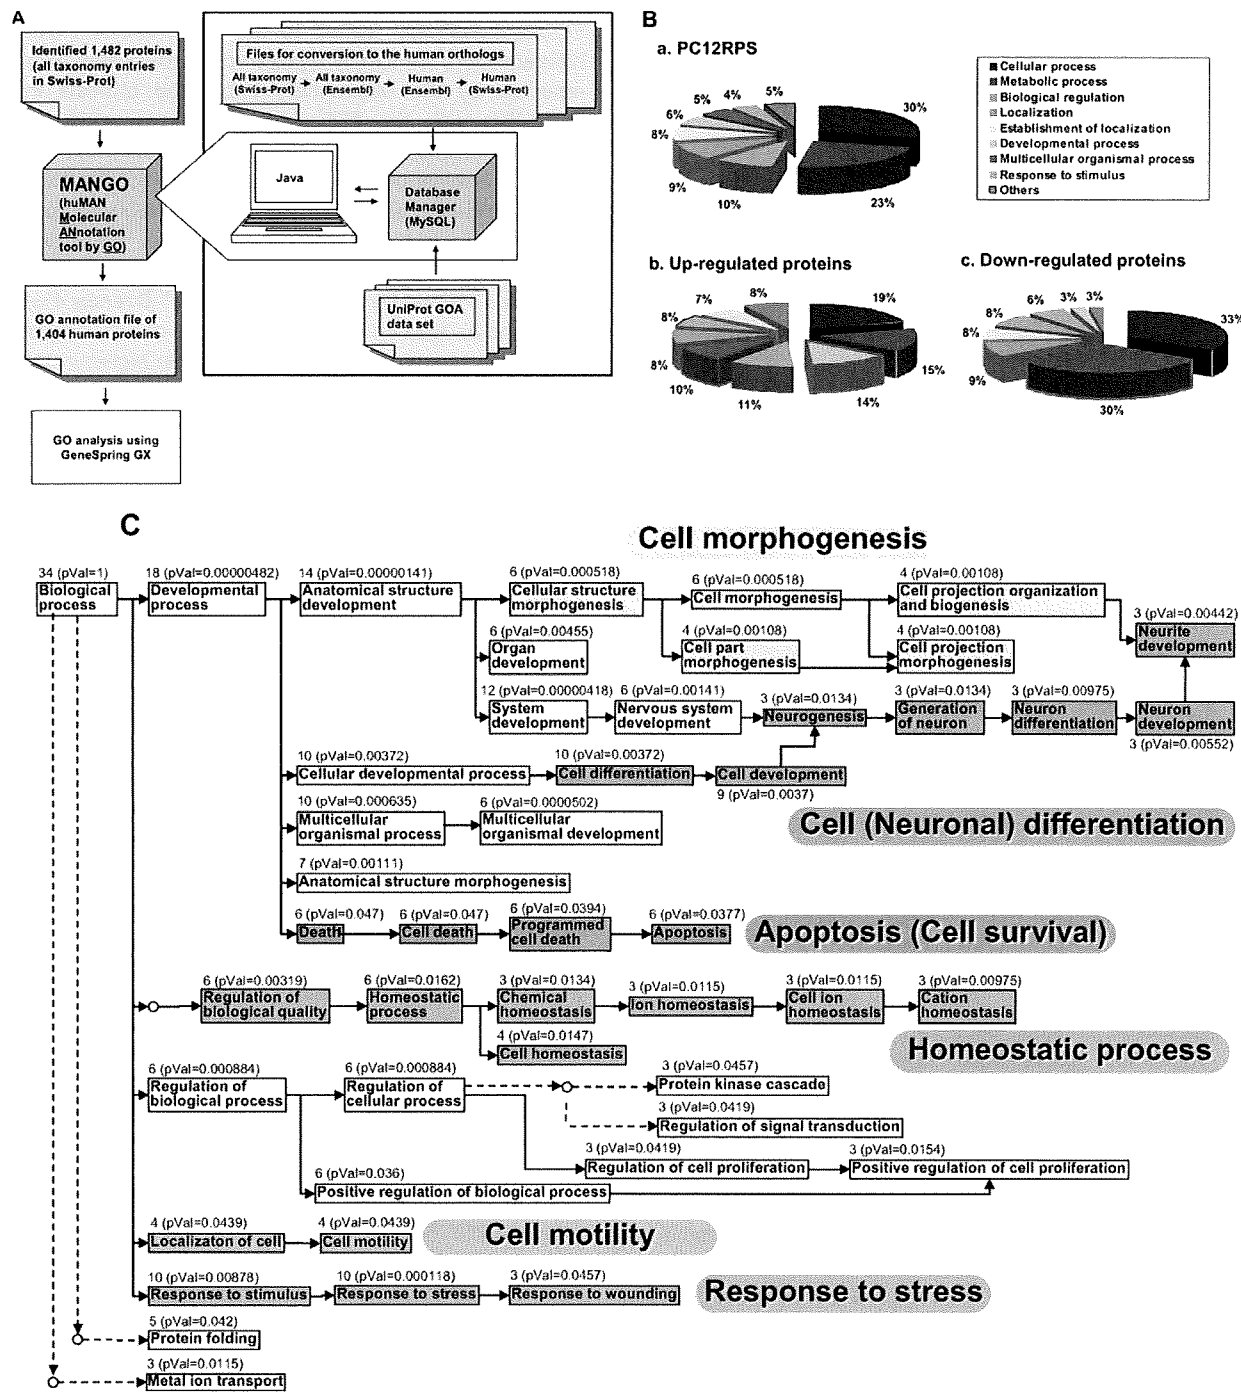 A
Identified 1,482 proteins
(all taxonomy entries
in Swiss-Prot)
MANGO
(huMAN
Molecular
ANnotation
tool by GO)
GO annotation file of
1,404 human proteins
GO analysis using
GeneSpring GX
Files for conversion to the human orthologs
All taxonomy
(Swiss-Prot)
All taxonomy
(Ensembl)
Human
(Ensembl)
Human
(Swiss-Prot)
Java
Database
Manager
(MySQL)
UniProt GOA
data set
B
a. PC12RPS
30%
23%
10%
9%
8%
6%
5%
4%
5%
Cellular process
Metabolic process
Biological regulation
Localization
Establishment of localization
Developmental process
Multicellular organismal process
Response to stimulus
Others
b. Up-regulated proteins
19%
15%
14%
11%
10%
8%
8%
7%
8%
c. Down-regulated proteins
33%
30%
9%
8%
8%
6%
3%
3%
C
Cell morphogenesis
34 (pVal=1)
Biological
process
18 (pVal=0.00000482)
Developmental
process
14 (pVal=0.00000141)
Anatomical structure
development
6 (pVal=0.000518)
Cellular structure
morphogenesis
6 (pVal=0.000518)
Cell morphogenesis
4 (pVal=0.00108)
Cell projection organization
and biogenesis
3 (pVal=0.00442)
Neurite
development
6 (pVal=0.00455)
Organ
development
4 (pVal=0.00108)
Cell part
morphogenesis
4 (pVal=0.00108)
Cell projection
morphogenesis
12 (pVal=0.00000418)
System
development
6 (pVal=0.00141)
Nervous system
development
3 (pVal=0.0134)
Neurogenesis
3 (pVal=0.0134)
Generation
of neuron
3 (pVal=0.00975)
Neuron
differentiation
Neuron
development
3 (pVal=0.00552)
10 (pVal=0.00372)
Cellular developmental process
10 (pVal=0.00372)
Cell differentiation
Cell development
9 (pVal=0.0037)
10 (pVal=0.000635)
Multicellular
organismal process
6 (pVal=0.0000502)
Multicellular
organismal development
Cell (Neuronal) differentiation
7 (pVal=0.00111)
Anatomical structure morphogenesis
6 (pVal=0.047)
Death
6 (pVal=0.047)
Cell death
6 (pVal=0.0394)
Programmed
cell death
6 (pVal=0.0377)
Apoptosis
Apoptosis (Cell survival)
6 (pVal=0.00319)
Regulation of
biological quality
6 (pVal=0.0162)
Homeostatic
process
3 (pVal=0.0134)
Chemical
homeostasis
3 (pVal=0.0115)
Ion homeostasis
3 (pVal=0.0115)
Cell ion
homeostasis
3 (pVal=0.00975)
Cation
homeostasis
4 (pVal=0.0147)
Cell homeostasis
Homeostatic process
6 (pVal=0.000884)
Regulation of
biological process
6 (pVal=0.000884)
Regulation of
cellular process
3 (pVal=0.0457)
Protein kinase cascade
3 (pVal=0.0419)
Regulation of signal transduction
3 (pVal=0.0419)
Regulation of cell proliferation
3 (pVal=0.0154)
Positive regulation of cell proliferation
6 (pVal=0.036)
Positive regulation of biological process
4 (pVal=0.0439)
Localizaton of cell
4 (pVal=0.0439)
Cell motility
Cell motility
10 (pVal=0.00878)
Response to stimulus
10 (pVal=0.000118)
Response to stress
3 (pVal=0.0457)
Response to wounding
Response to stress
5 (pVal=0.042)
Protein folding
3 (pVal=0.0115)
Metal ion transport